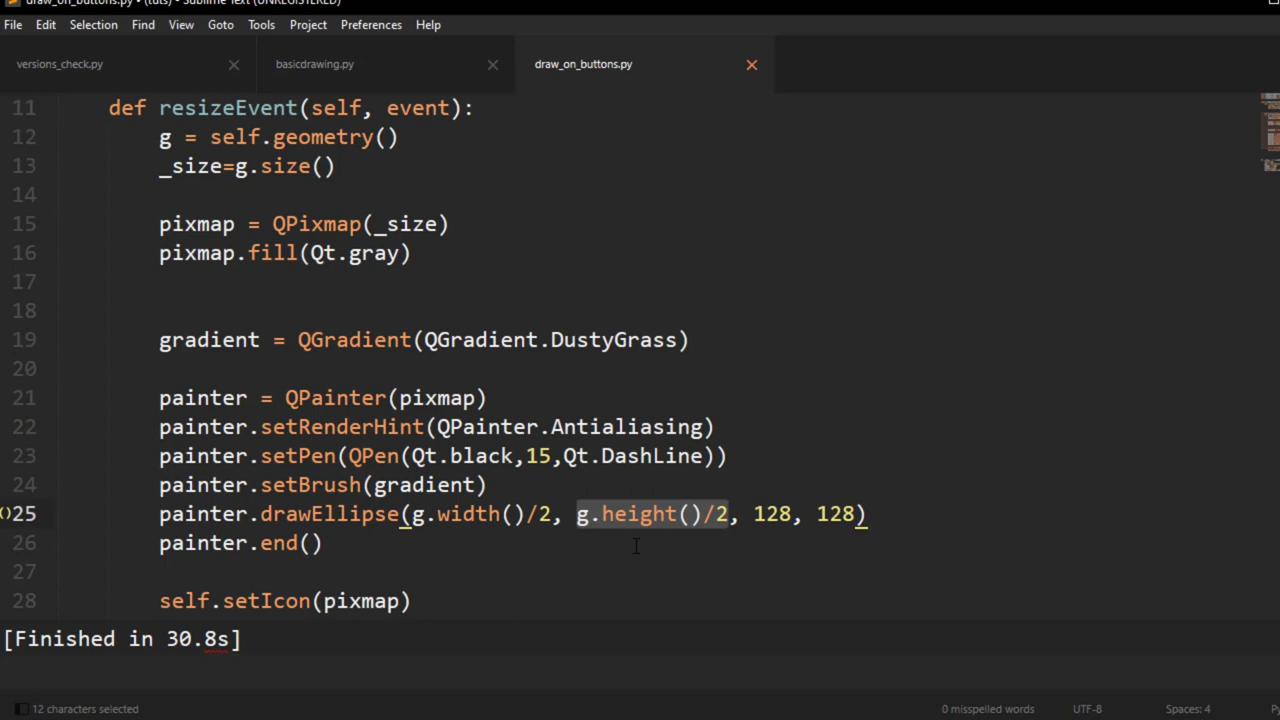 draw_on_buttons.py • (tuts) - Sublime Text (UNREGISTERED)
File Edit Selection Find View Goto Tools Project Preferences Help
versions_check.py basicdrawing.py draw_on_buttons.py
11 def resizeEvent(self, event):
12 g = self.geometry()
13 _size=g.size()
14
15 pixmap = QPixmap(_size)
16 pixmap.fill(Qt.gray)
17
18
19 gradient = QGradient(QGradient.DustyGrass)
20
21 painter = QPainter(pixmap)
22 painter.setRenderHint(QPainter.Antialiasing)
23 painter.setPen(QPen(Qt.black,15,Qt.DashLine))
24 painter.setBrush(gradient)
25 painter.drawEllipse(g.width()/2, g.height()/2, 128, 128)
26 painter.end()
27
28 self.setIcon(pixmap)
[Finished in 30.8s]
12 characters selected 0 misspelled words UTF-8 Spaces: 4